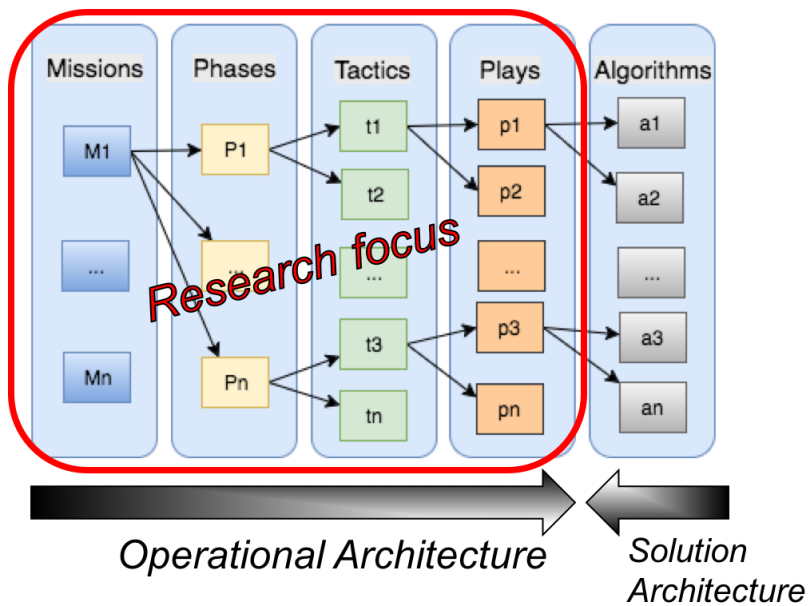 Missions Phases Tactics Plays Algorithms
M1 P1 t1 p1 a1
t2 p2 a2
... ... ... ... ...
Research focus
t3 p3 a3
Mn Pn tn pn an
Operational Architecture
Solution
Architecture